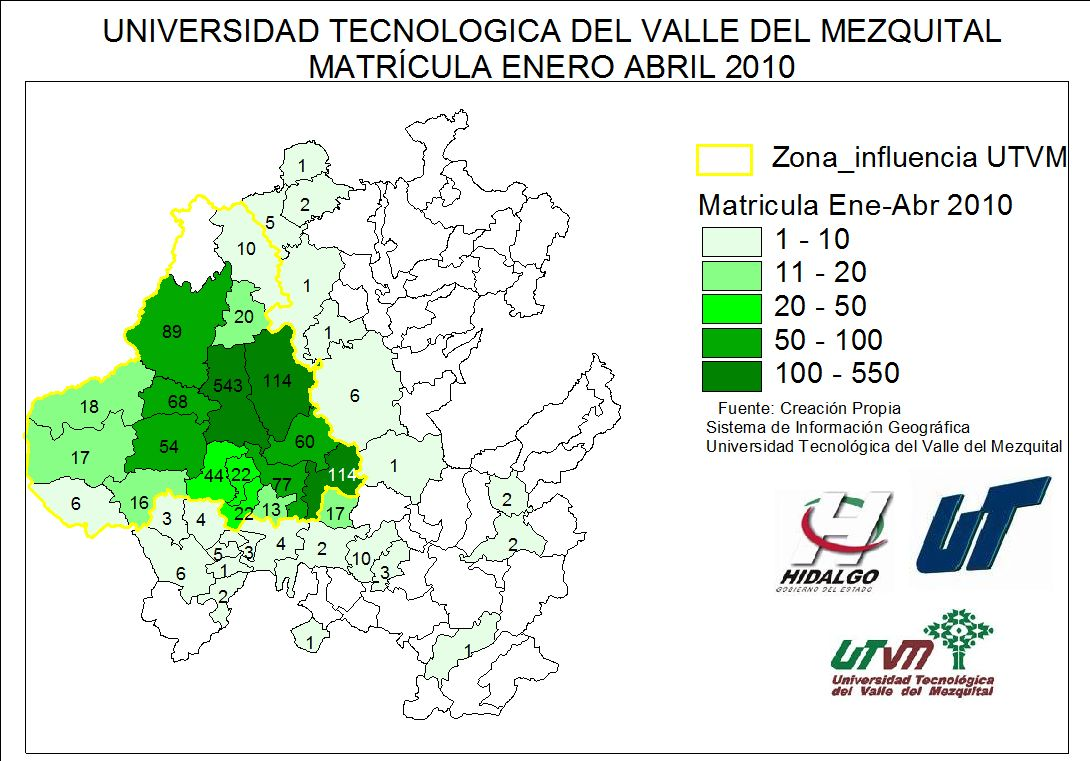 UNIVERSIDAD TECNOLOGICA DEL VALLE DEL MEZQUITAL
MATRÍCULA ENERO ABRIL 2010
Zona_influencia UTVM
Matricula Ene-Abr 2010
1 - 10
11 - 20
20 - 50
50 - 100
100 - 550
Fuente: Creación Propia
Sistema de Información Geográfica
Universidad Tecnológica del Valle del Mezquital
1
2
5
10
1
20
1
89
543
114
6
18
68
54
60
17
44
22
77
114
1
6
16
22
13
17
2
3
4
2
5
3
4
2
10
3
6
1
2
1
1
HIDALGO
GOBIERNO DEL ESTADO
UT
UTVM
Universidad Tecnológica
del Valle del Mezquital